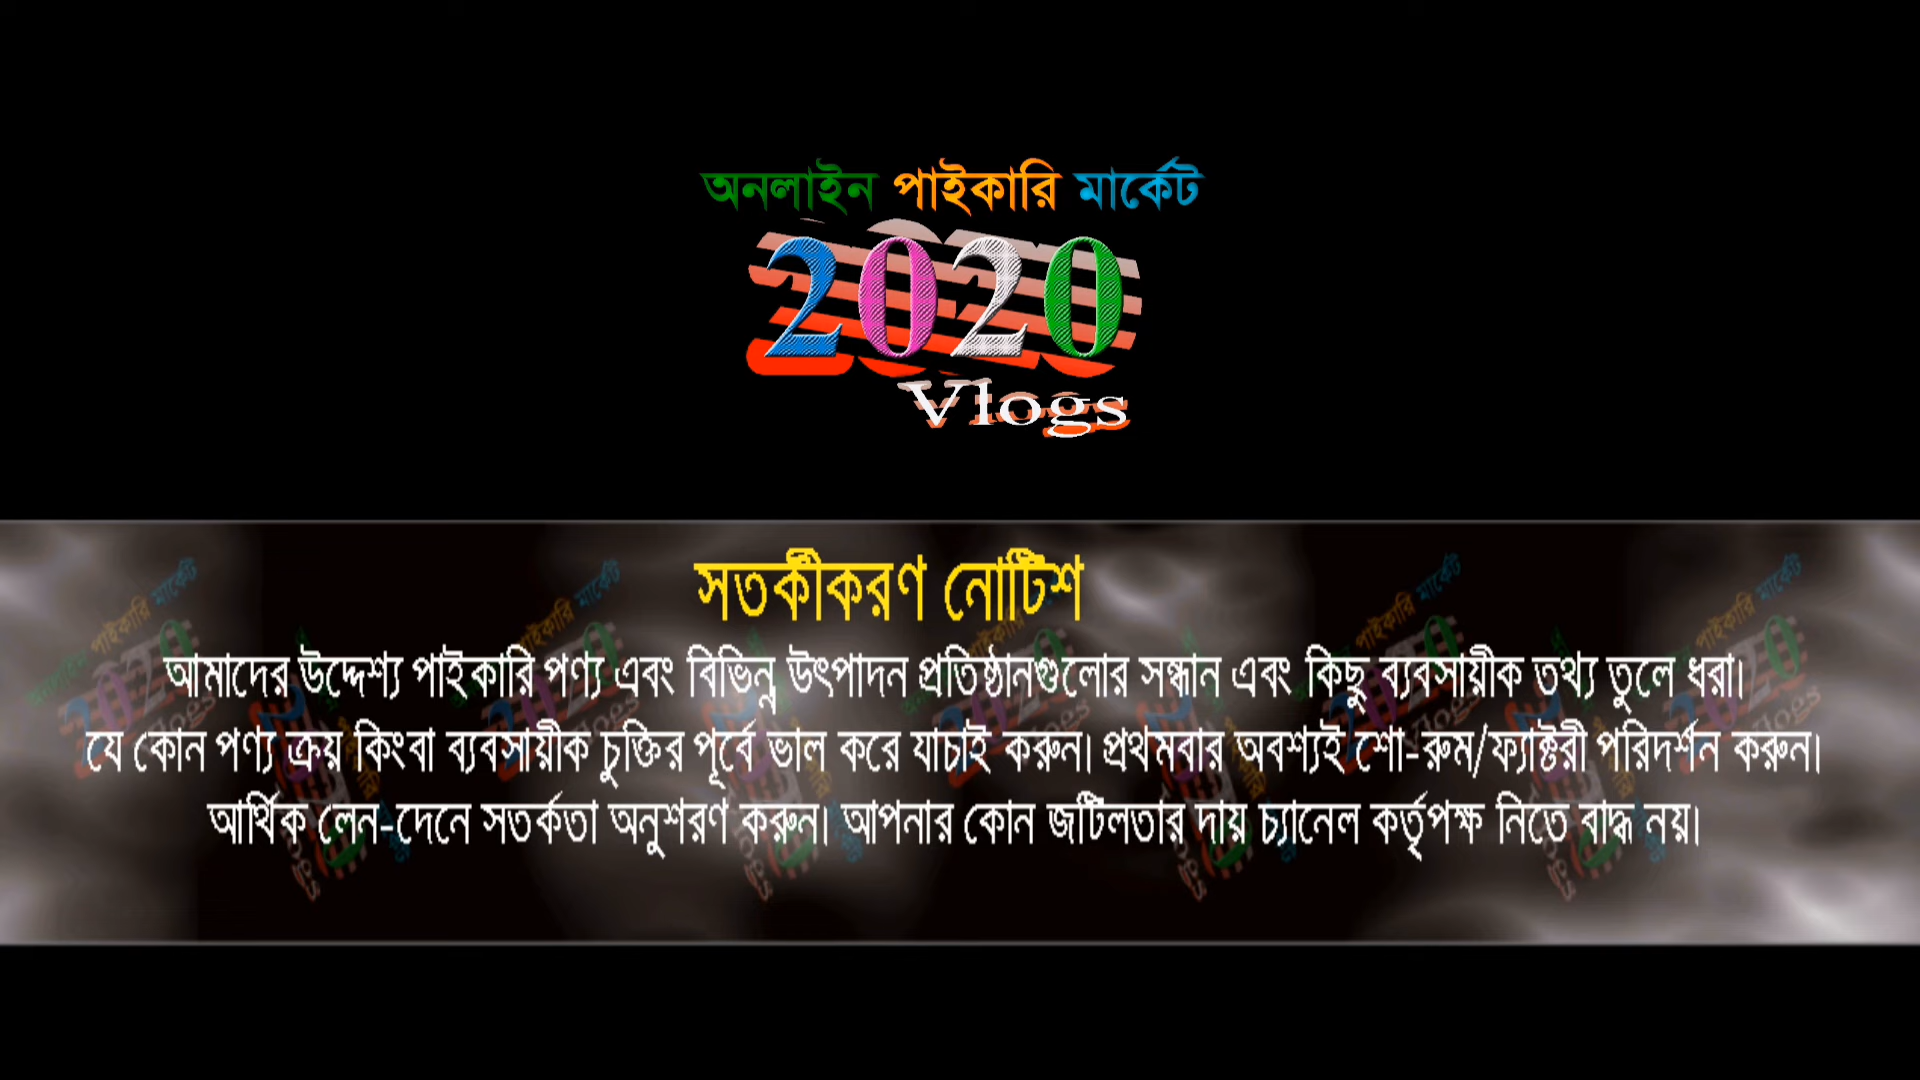 অনলাইন পাইকারি মার্কেট
2020
Vlogs
সতর্কীকরণ নোটিশ
আমাদের উদ্দেশ্য পাইকারি পণ্য এবং বিভিন্ন উৎপাদন প্রতিষ্ঠানগুলোর সন্ধান এবং কিছু ব্যবসায়ীক তথ্য তুলে ধরা।
যে কোন পণ্য ক্রয় কিংবা ব্যবসায়ীক চুক্তির পূর্বে ভাল করে যাচাই করুন। প্রথমবার অবশ্যই শো-রুম/ফ্যাক্টরী পরিদর্শন করুন।
আর্থিক লেন-দেনে সতর্কতা অনুশরণ করুন। আপনার কোন জটিলতার দায় চ্যানেল কর্তৃপক্ষ নিতে বাদ্ধ নয়।